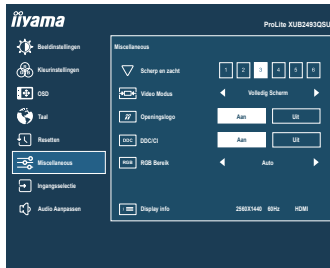 iiyama
ProLite XUB2493QSU
Beeldinstellingen
Kleurinstellingen
OSD
Taal
Resetten
Miscellaneous
Ingangsselectie
Audio Aanpassen
Miscellaneous
Scherp en zacht 1 2 3 4 5 6
Video Modus Volledig Scherm
Openingslogo Aan Uit
DDC DDC/CI Aan Uit
RGB RGB Bereik Auto
Display info 2560X1440 60Hz HDMI